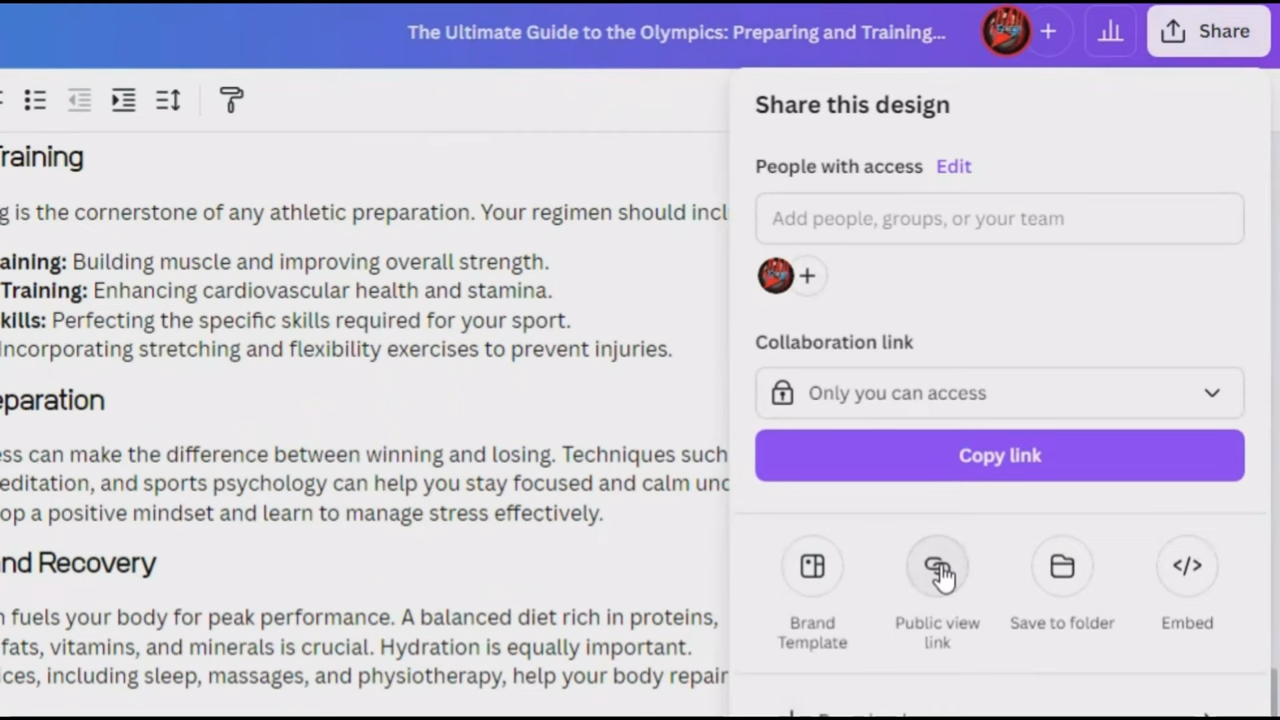 The Ultimate Guide to the Olympics: Preparing and Training...
Share
raining
g is the cornerstone of any athletic preparation. Your regimen should incl
aining: Building muscle and improving overall strength.
Training: Enhancing cardiovascular health and stamina.
kills: Perfecting the specific skills required for your sport.
Incorporating stretching and flexibility exercises to prevent injuries.
eparation
ess can make the difference between winning and losing. Techniques such
editation, and sports psychology can help you stay focused and calm und
op a positive mindset and learn to manage stress effectively.
nd Recovery
n fuels your body for peak performance. A balanced diet rich in proteins,
fats, vitamins, and minerals is crucial. Hydration is equally important.
ices, including sleep, massages, and physiotherapy, help your body repair
Share this design
People with access Edit
Add people, groups, or your team
Collaboration link
Only you can access
Copy link
Brand
Template
Public view
link
Save to folder
Embed